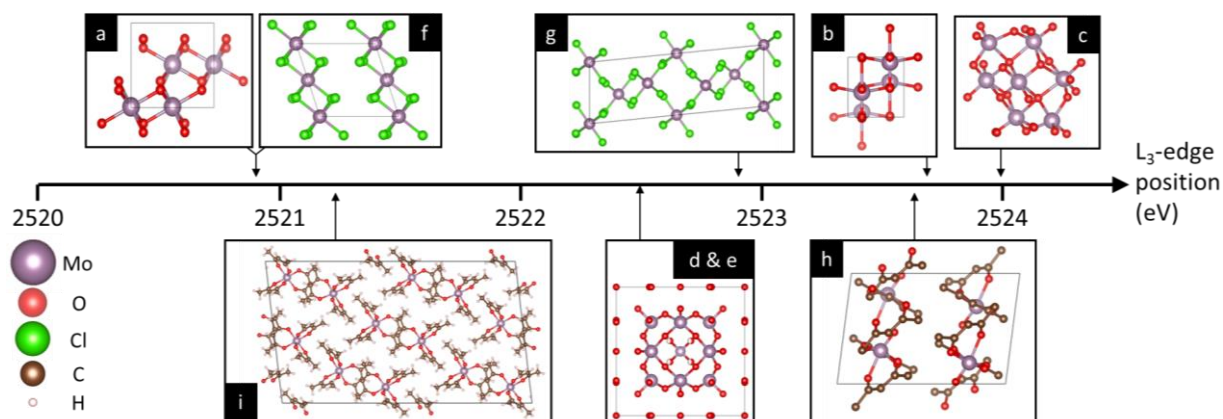 a
f
g
b
c
L₃-edge
position
(eV)
2520
2521
2522
2523
2524
Mo
O
Cl
C
H
i
d & e
h